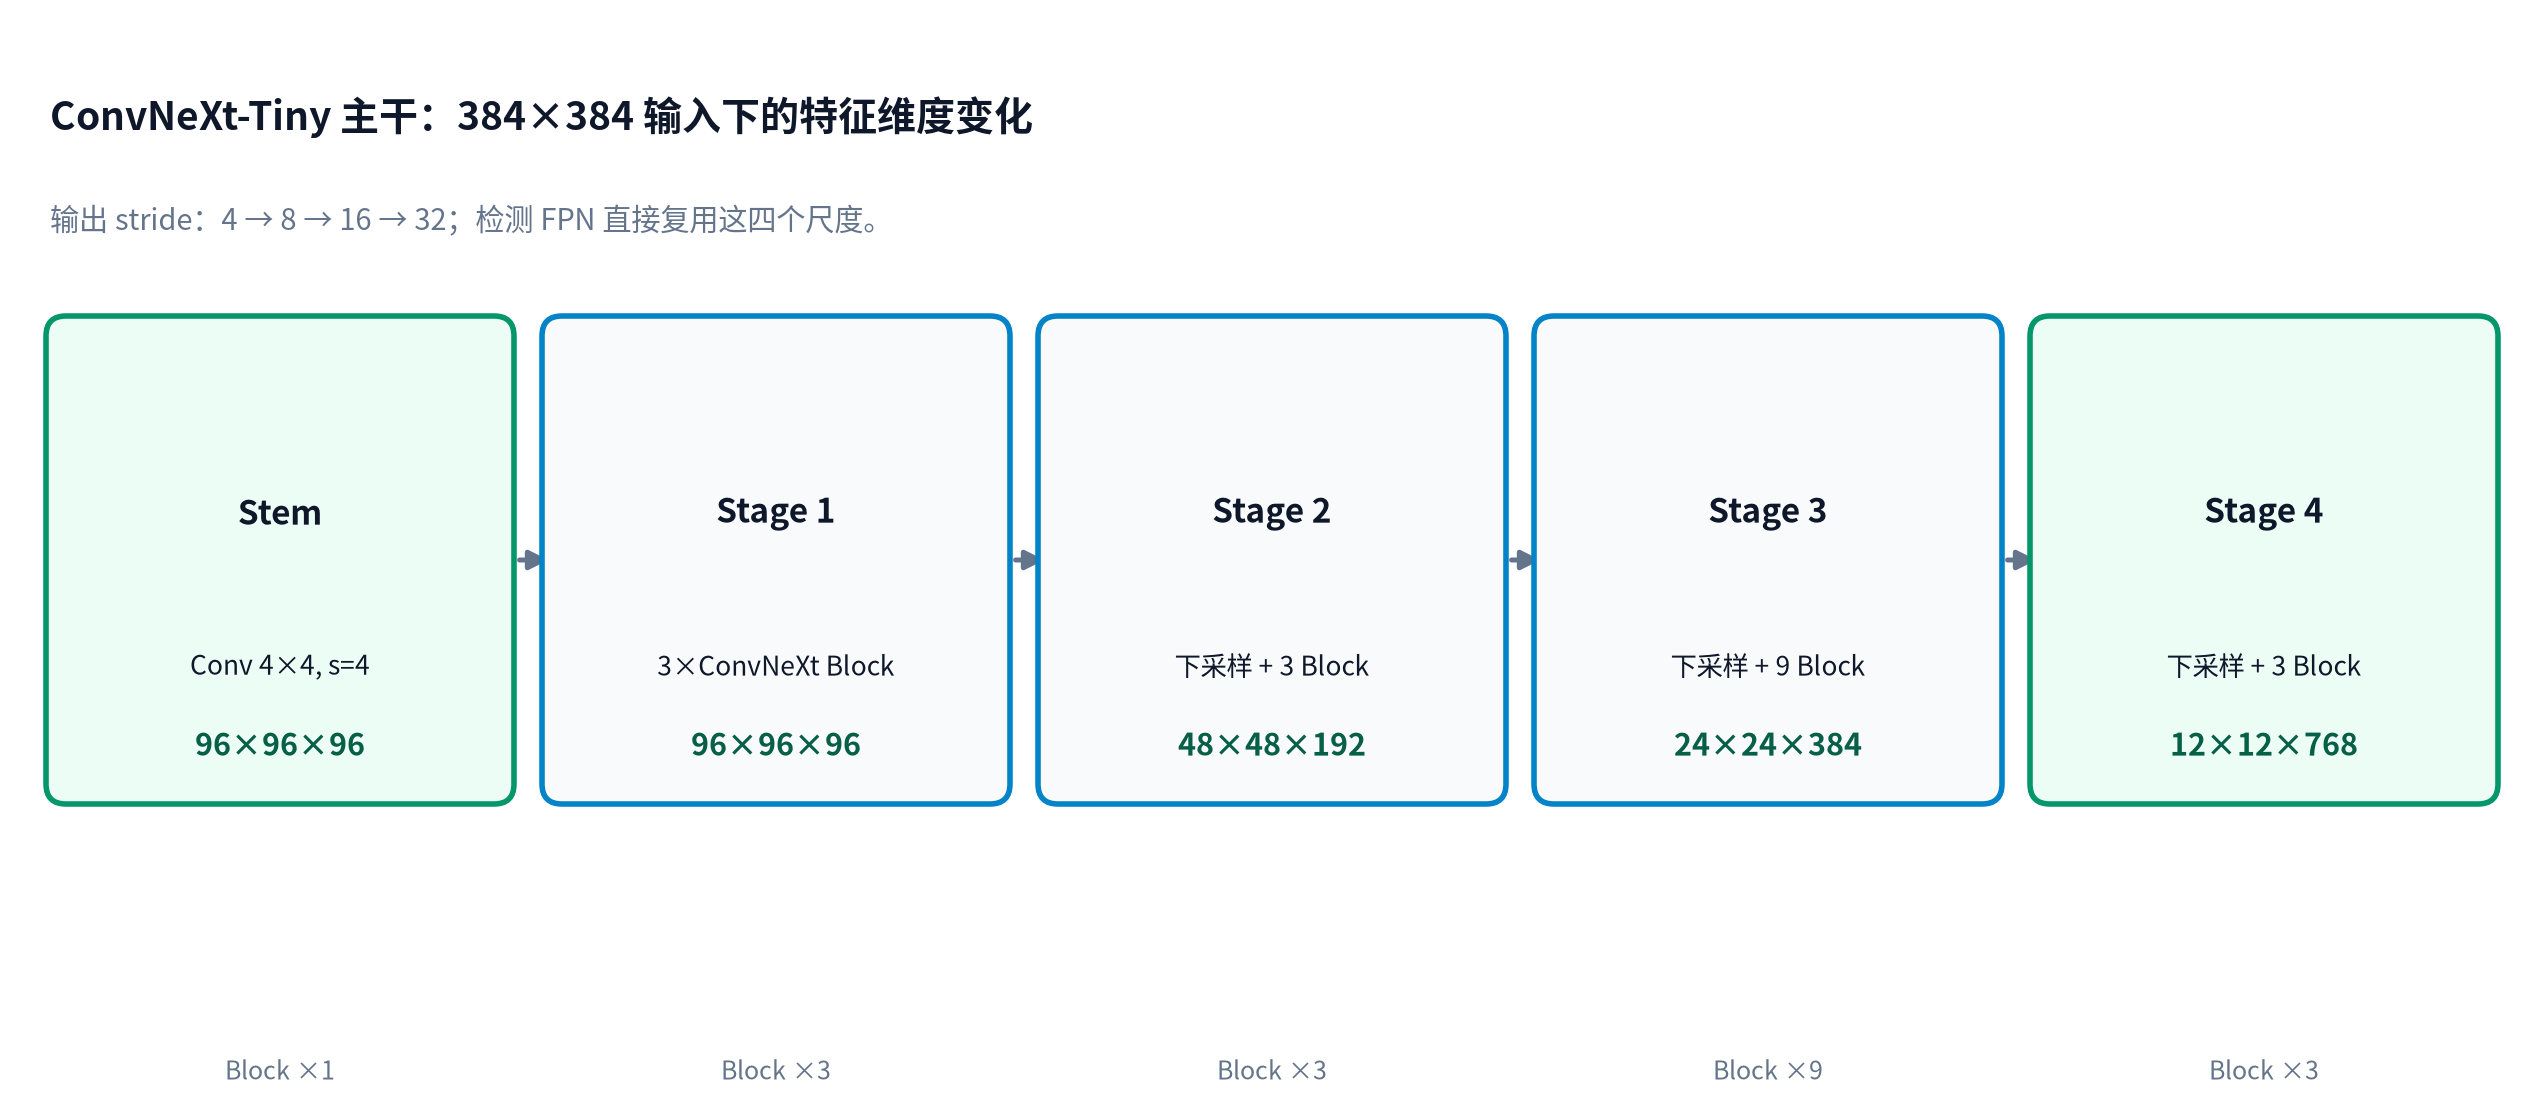 ConvNeXt-Tiny 主干：384×384 输入下的特征维度变化
输出 stride：4 → 8 → 16 → 32；检测 FPN 直接复用这四个尺度。
Stem
Conv 4×4, s=4
96×96×96
Stage 1
3×ConvNeXt Block
96×96×96
Stage 2
下采样 + 3 Block
48×48×192
Stage 3
下采样 + 9 Block
24×24×384
Stage 4
下采样 + 3 Block
12×12×768
Block ×1
Block ×3
Block ×3
Block ×9
Block ×3